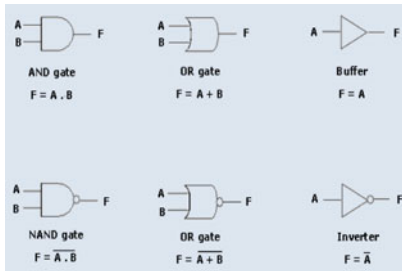 A
B
F
AND gate
F = A . B
A
B
F
OR gate
F = A + B
A
F
Buffer
F = A
A
B
F
NAND gate
F = A̅ ̅.̅ ̅B̅
A
B
F
OR gate
F = A̅ ̅+̅ ̅B̅
A
F
Inverter
F = A̅